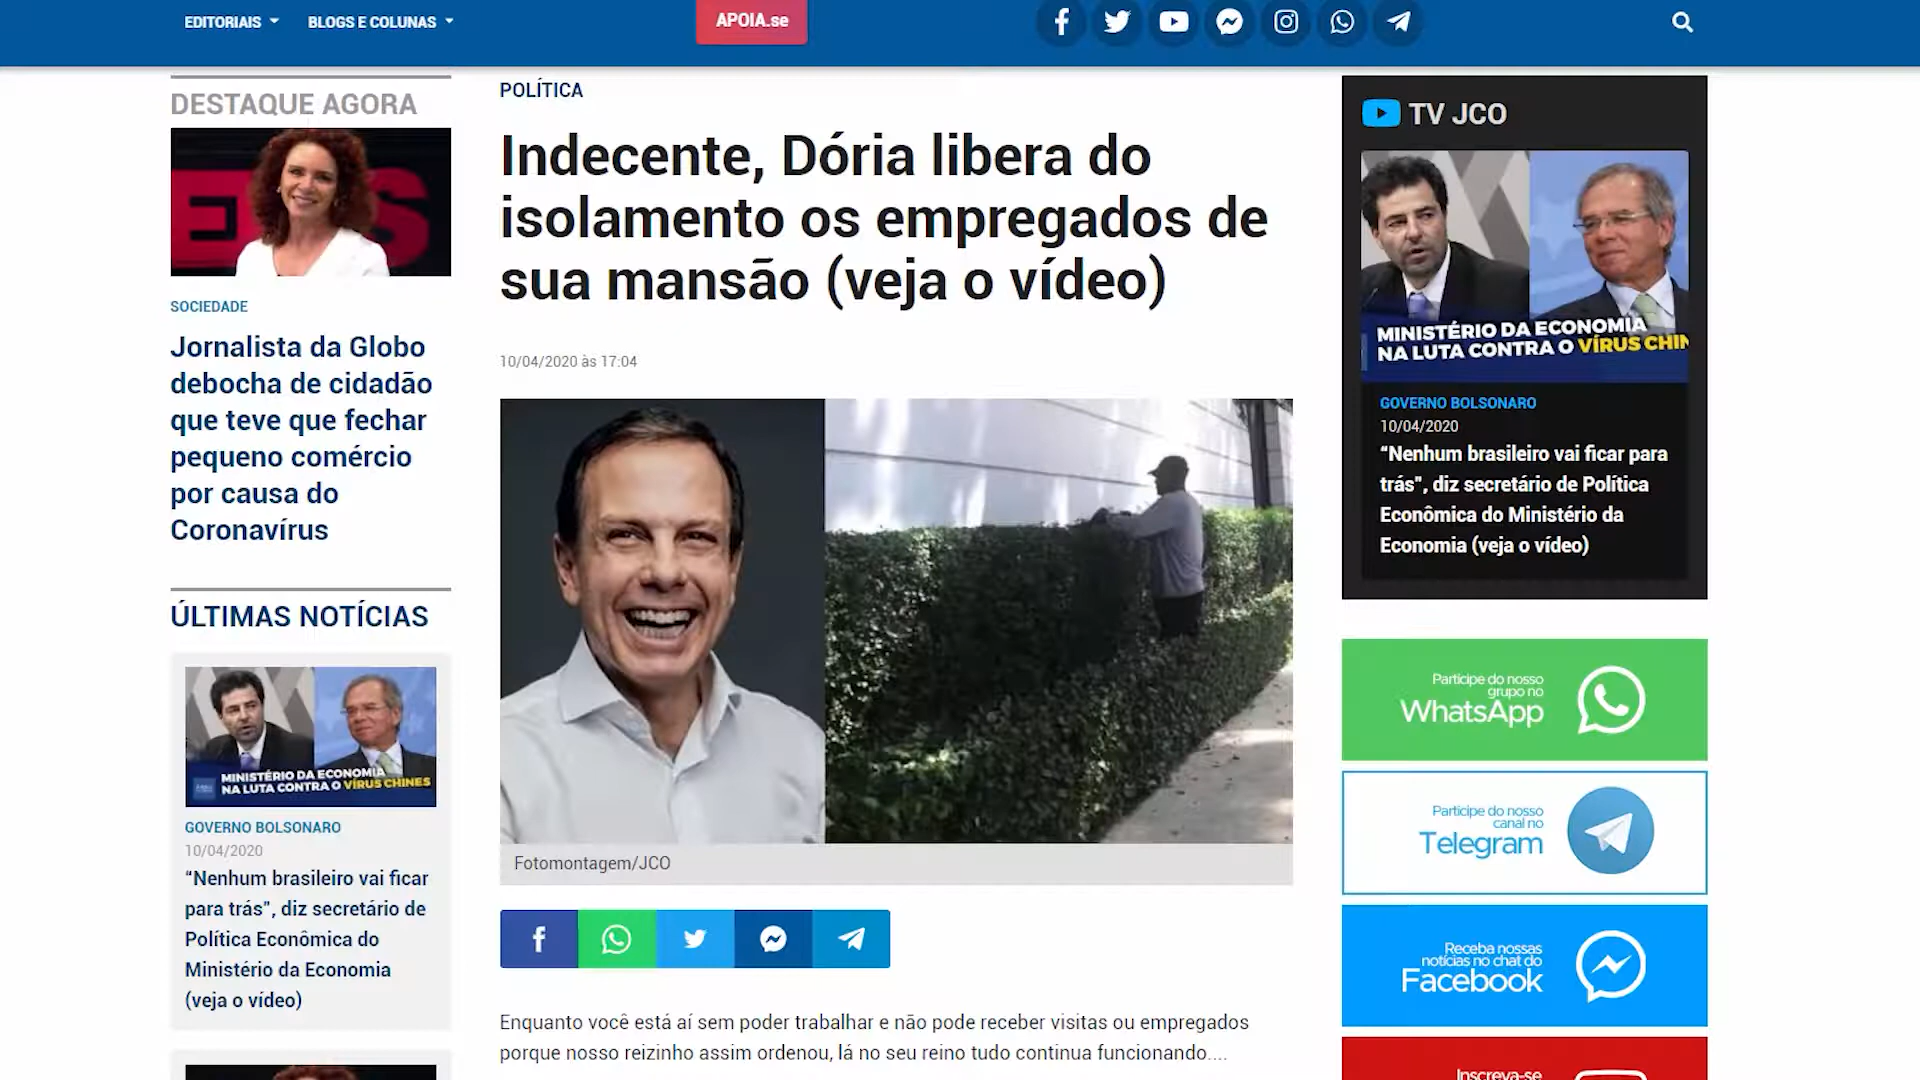 EDITORIAIS
BLOGS E COLUNAS
APOIA.se
DESTAQUE AGORA
SOCIEDADE
Jornalista da Globo
debocha de cidadão
que teve que fechar
pequeno comércio
por causa do
Coronavírus
ÚLTIMAS NOTÍCIAS
MINISTÉRIO DA ECONOMIA
NA LUTA CONTRA O VÍRUS CHINES
GOVERNO BOLSONARO
10/04/2020
“Nenhum brasileiro vai ficar
para trás", diz secretário de
Política Econômica do
Ministério da Economia
(veja o vídeo)
POLÍTICA
Indecente, Dória libera do
isolamento os empregados de
sua mansão (veja o vídeo)
10/04/2020 às 17:04
Fotomontagem/JCO
Enquanto você está aí sem poder trabalhar e não pode receber visitas ou empregados
porque nosso reizinho assim ordenou, lá no seu reino tudo continua funcionando....
TV JCO
MINISTÉRIO DA ECONOMIA
NA LUTA CONTRA O VÍRUS CHIN
GOVERNO BOLSONARO
10/04/2020
“Nenhum brasileiro vai ficar para
trás", diz secretário de Política
Econômica do Ministério da
Economia (veja o vídeo)
Participe do nosso
grupo no
WhatsApp
Participe do nosso
canal no
Telegram
Receba nossas
notícias no chat do
Facebook
Inscreva-se